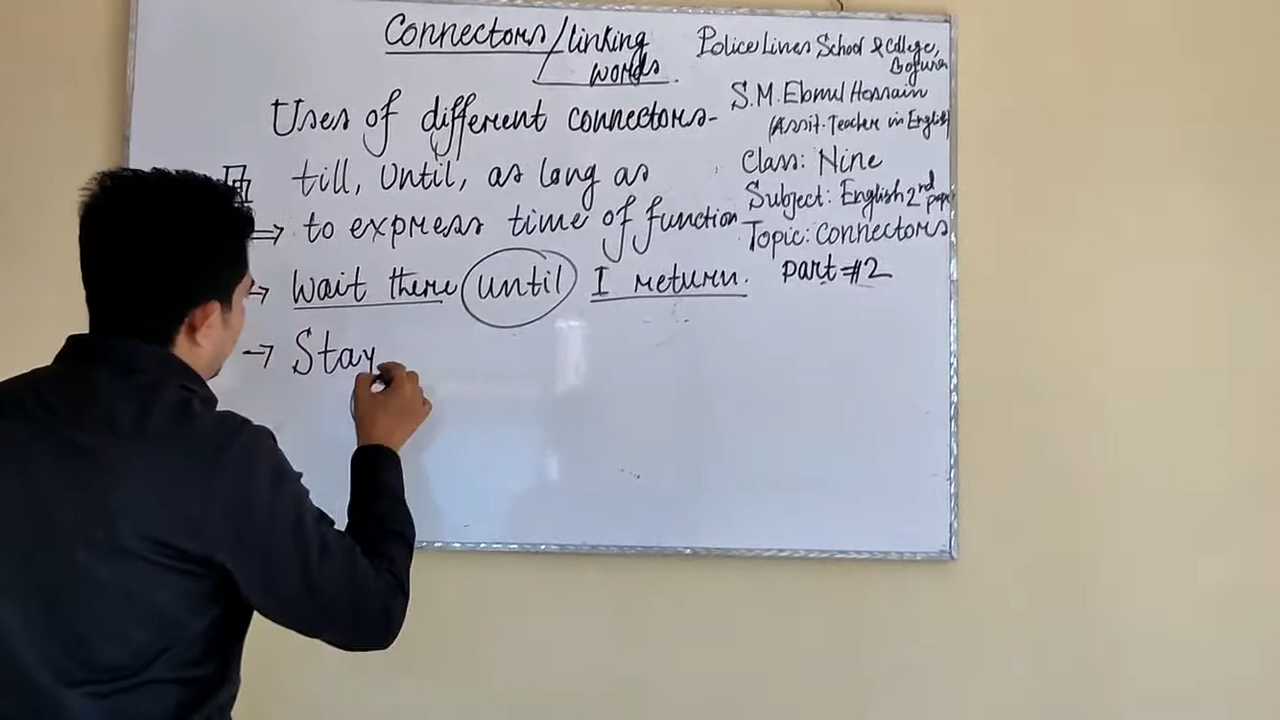 Connectors/linking
words.
Uses of different connectors-
till, Until, as long as
⇒ to express time of function
→ Wait there until I return.
→ Stay
Police Lines School & College,
Bogura
S.M. Ebnul Hossain
(Assit. Teacher in English)
Class: Nine
Subject: English 2nd paper
Topic: Connectors
part #2